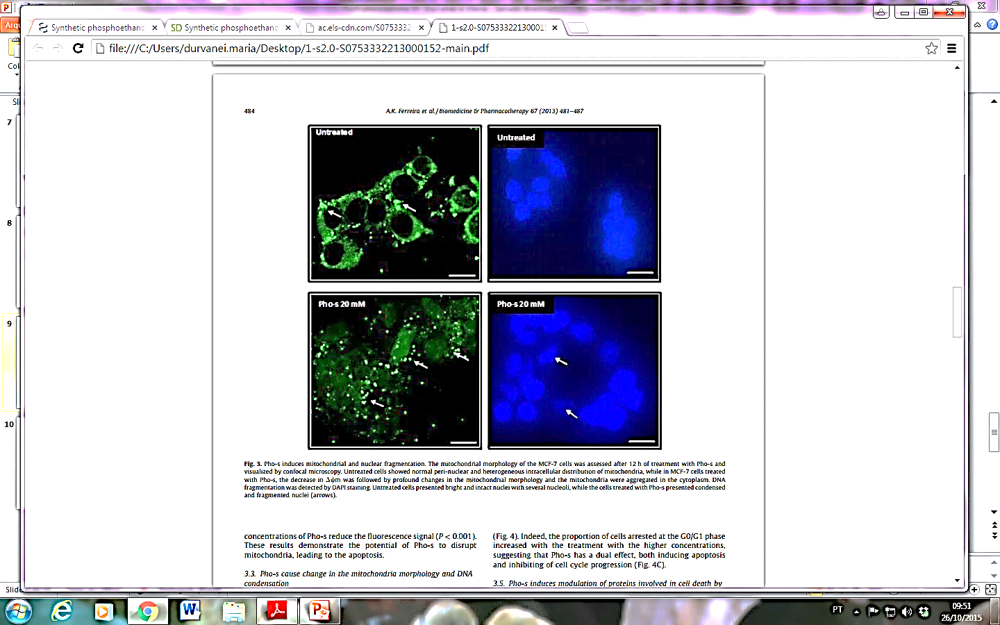 Arqu
Synthetic phosphoethanc
SD Synthetic phosphoethanc
ac.els-cdn.com/S0753332
1-s2.0-S07533322130001
file:///C:/Users/durvanei.maria/Desktop/1-s2.0-S0753332213000152-main.pdf
Col
Sli
7
8
9
10
484
A.K. Ferreira et al. / Biomedicine & Pharmacotherapy 67 (2013) 481–487
Untreated
Untreated
Pho-s 20 mM
Pho-s 20 mM
Fig. 3. Pho-s induces mitochondrial and nuclear fragmentation. The mitochondrial morphology of the MCF-7 cells was assessed after 12 h of treatment with Pho-s and
visualized by confocal microscopy. Untreated cells showed normal peri-nuclear and heterogeneous intracellular distribution of mitochondria, while in MCF-7 cells treated
with Pho-s, the decrease in Δψm was followed by profound changes in the mitochondrial morphology and the mitochondria were aggregated in the cytoplasm. DNA
fragmentation was detected by DAPI staining. Untreated cells presented bright and intact nuclei with several nucleoli, while the cells treated with Pho-s presented condensed
and fragmented nuclei (arrows).
concentrations of Pho-s reduce the fluorescence signal (P < 0.001).
These results demonstrate the potential of Pho-s to disrupt
mitochondria, leading to the apoptosis.
3.3. Pho-s cause change in the mitochondria morphology and DNA
condensation
(Fig. 4). Indeed, the proportion of cells arrested at the G0/G1 phase
increased with the treatment with the higher concentrations,
suggesting that Pho-s has a dual effect, both inducing apoptosis
and inhibiting of cell cycle progression (Fig. 4C).
3.5. Pho-s induces modulation of proteins involved in cell death by
Slide
PT
09:51
26/10/2015